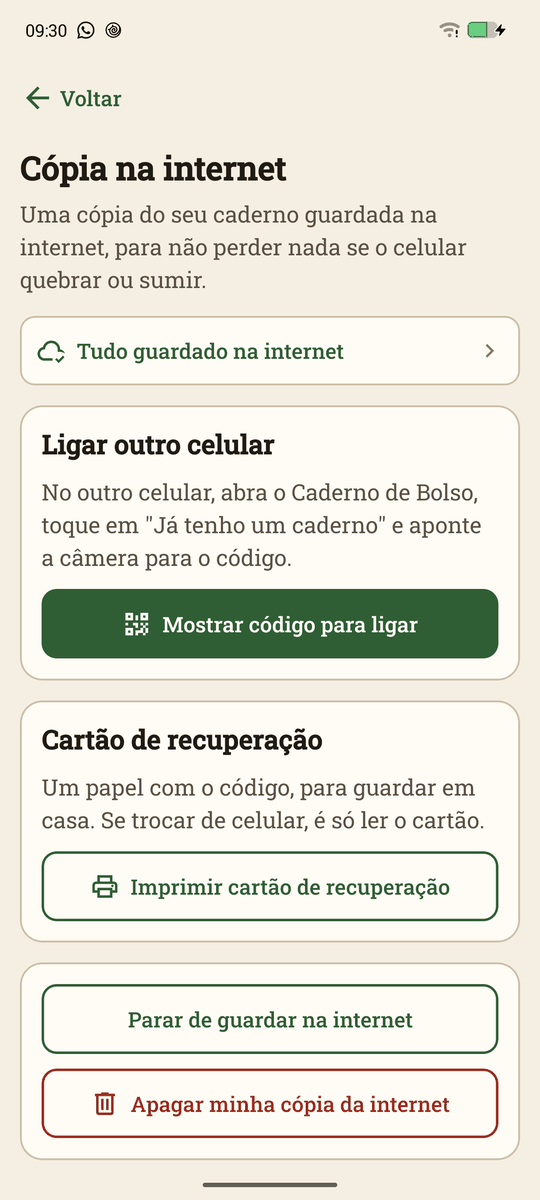 09:30
Voltar
Cópia na internet
Uma cópia do seu caderno guardada na
internet, para não perder nada se o celular
quebrar ou sumir.
Tudo guardado na internet
Ligar outro celular
No outro celular, abra o Caderno de Bolso,
toque em "Já tenho um caderno" e aponte
a câmera para o código.
Mostrar código para ligar
Cartão de recuperação
Um papel com o código, para guardar em
casa. Se trocar de celular, é só ler o cartão.
Imprimir cartão de recuperação
Parar de guardar na internet
Apagar minha cópia da internet